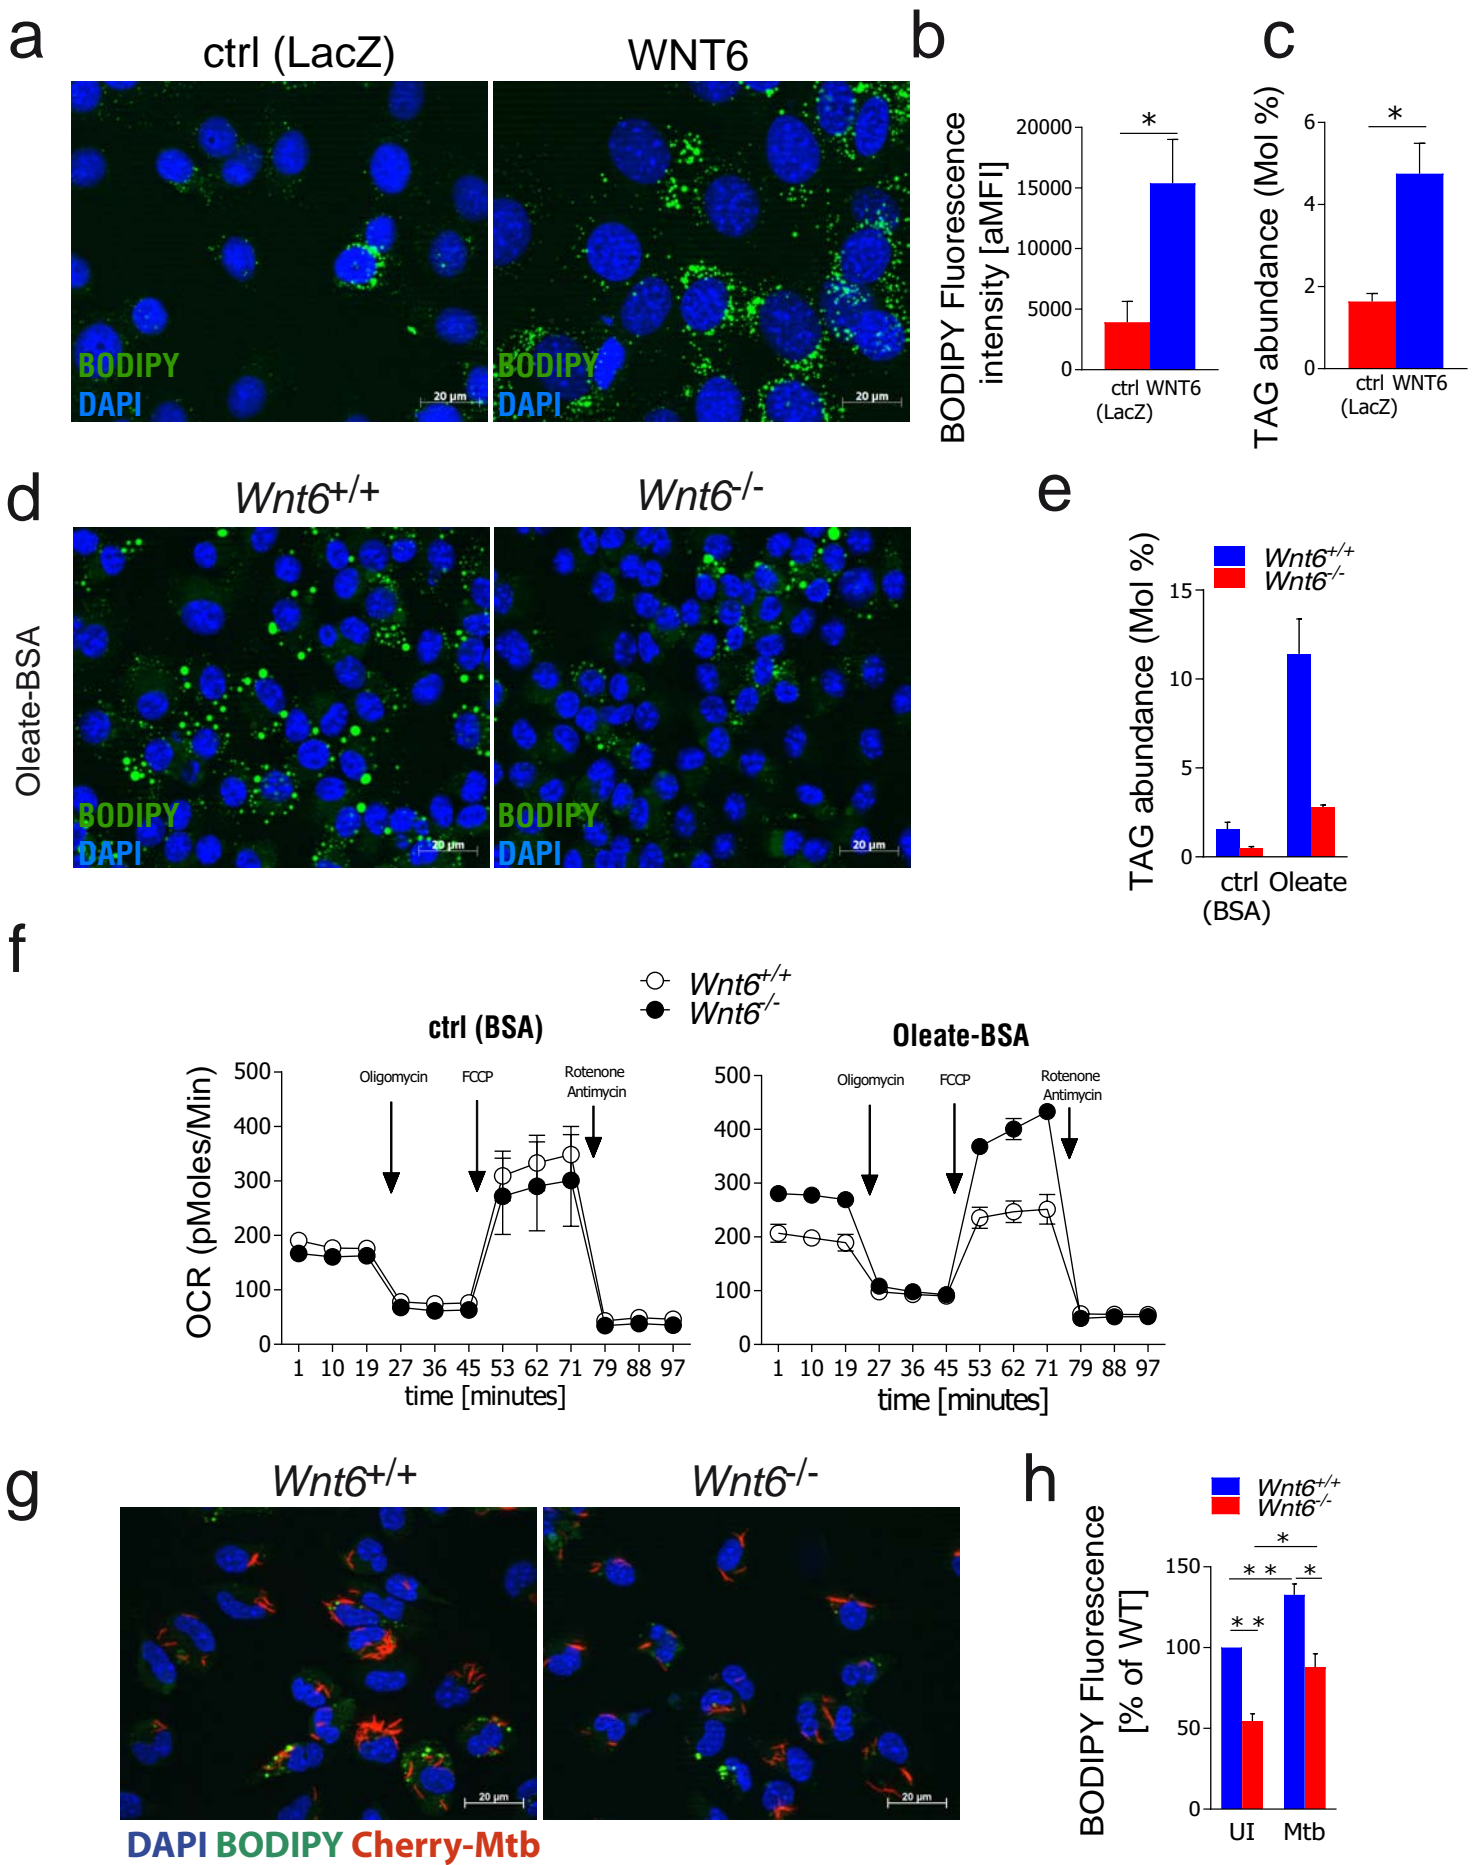 a
ctrl (LacZ)
WNT6
BODIPY
DAPI
20 µm
BODIPY
DAPI
20 µm
b
BODIPY Fluorescence
intensity [aMFI]
20000
15000
10000
5000
0
*
ctrl WNT6
(LacZ)
c
TAG abundance (Mol %)
6
4
2
0
*
ctrl WNT6
(LacZ)
d
Wnt6+/+
Wnt6-/-
Oleate-BSA
BODIPY
DAPI
20 µm
BODIPY
DAPI
20 µm
e
Wnt6+/+
Wnt6-/-
TAG abundance (Mol %)
15
10
5
0
ctrl Oleate
(BSA)
f
Wnt6+/+
Wnt6-/-
ctrl (BSA)
OCR (pMoles/Min)
500
400
300
200
100
0
Oligomycin
FCCP
Rotenone
Antimycin
1 10 19 27 36 45 53 62 71 79 88 97
time [minutes]
Oleate-BSA
500
400
300
200
100
0
Oligomycin
FCCP
Rotenone
Antimycin
1 10 19 27 36 45 53 62 71 79 88 97
time [minutes]
g
Wnt6+/+
Wnt6-/-
20 µm
20 µm
DAPI BODIPY Cherry-Mtb
h
Wnt6+/+
Wnt6-/-
BODIPY Fluorescence
[% of WT]
150
100
50
0
*
* *
*
* *
UI Mtb